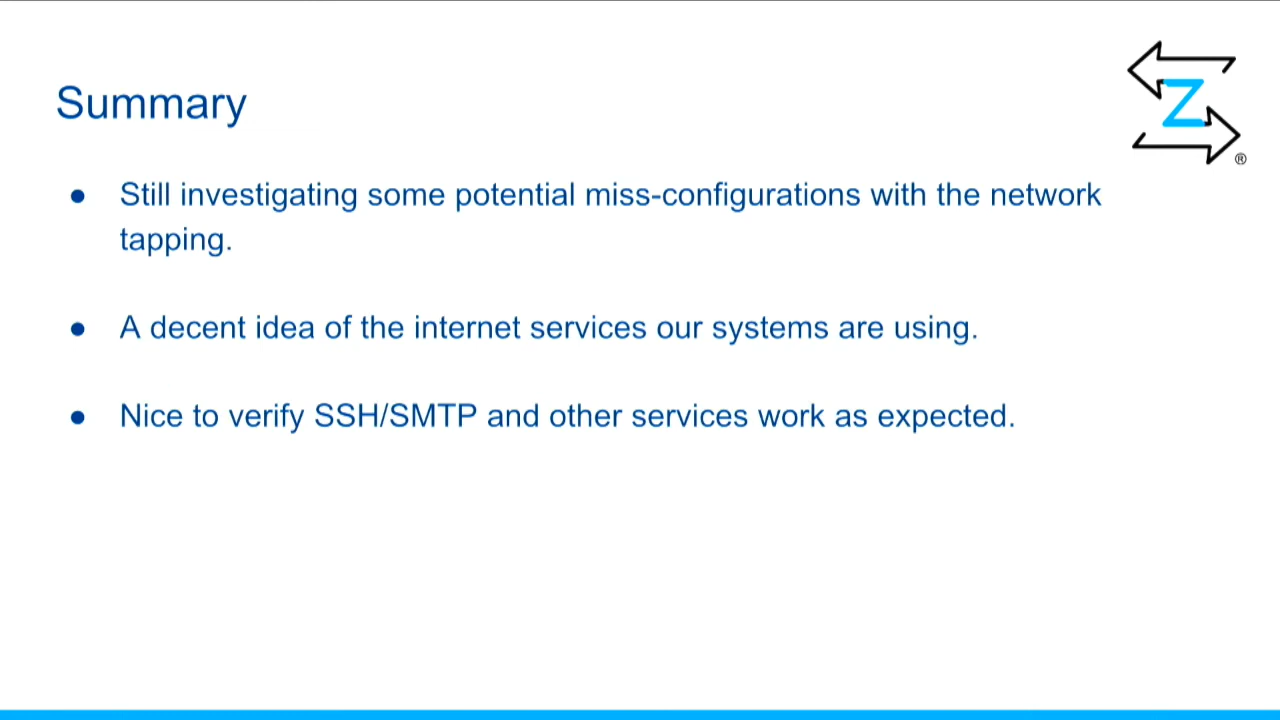 Summary
Z
®
● Still investigating some potential miss-configurations with the network
tapping.
● A decent idea of the internet services our systems are using.
● Nice to verify SSH/SMTP and other services work as expected.